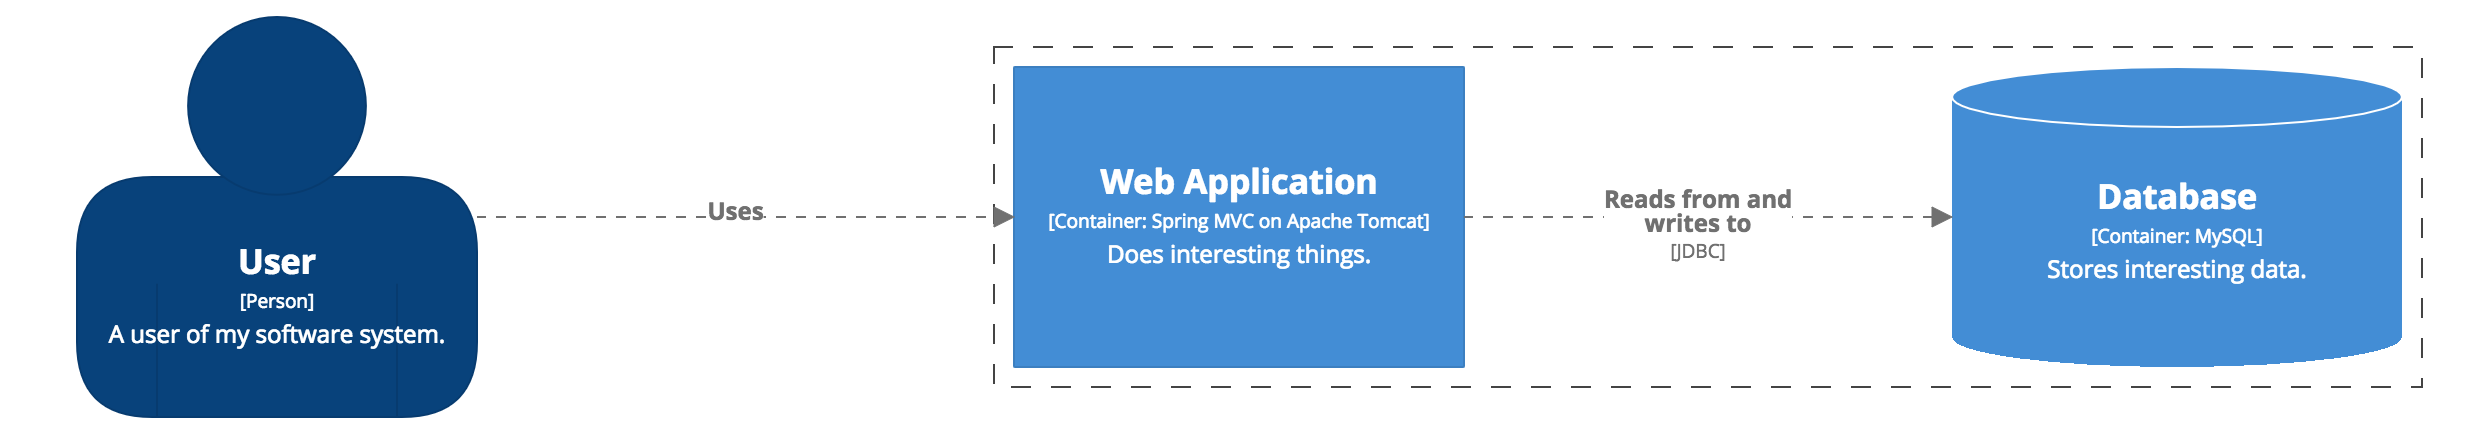 User
[Person]
A user of my software system.
Uses
Web Application
[Container: Spring MVC on Apache Tomcat]
Does interesting things.
Reads from and
writes to
[JDBC]
Database
[Container: MySQL]
Stores interesting data.